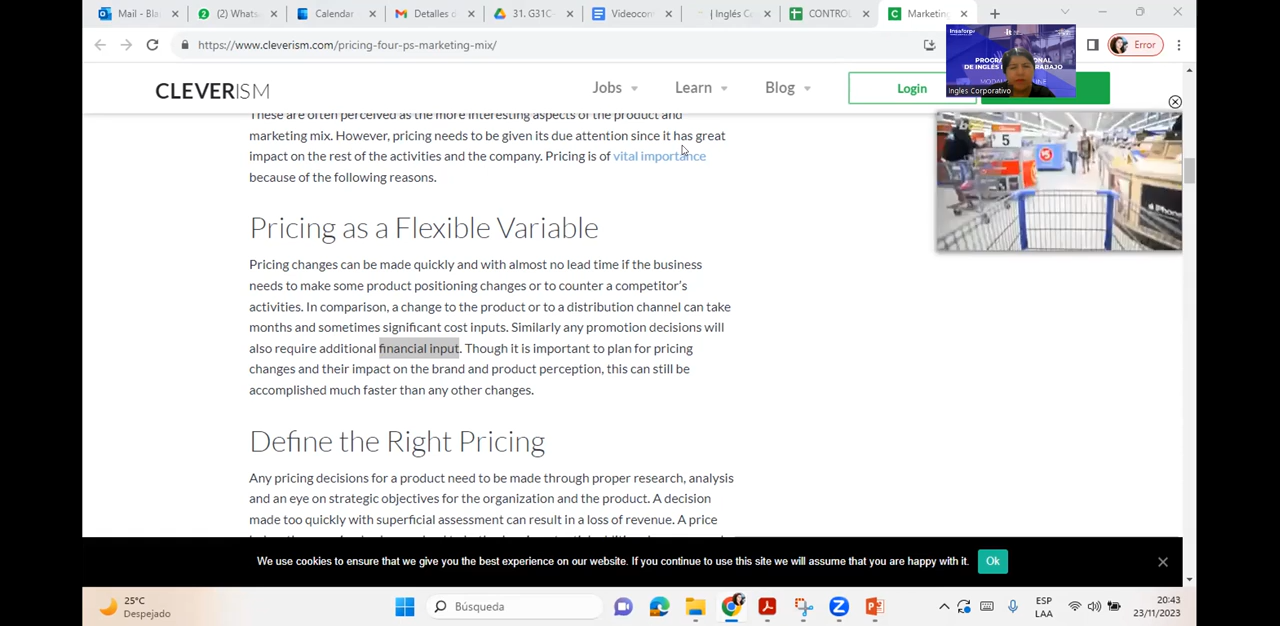 Mail - Bla
(2) Whats
Calendar
Detalles d
31. G31C-
Videocon
| Inglés C
CONTROL
Marketing
https://www.cleverism.com/pricing-four-ps-marketing-mix/
Error
CLEVERISM
Jobs
Learn
Blog
Login
Ingles Corporativo
DE INGLÉS
TRABAJO
5
These are often perceived as the more interesting aspects of the product and
marketing mix. However, pricing needs to be given its due attention since it has great
impact on the rest of the activities and the company. Pricing is of vital importance
because of the following reasons.
Pricing as a Flexible Variable
Pricing changes can be made quickly and with almost no lead time if the business
needs to make some product positioning changes or to counter a competitor's
activities. In comparison, a change to the product or to a distribution channel can take
months and sometimes significant cost inputs. Similarly any promotion decisions will
also require additional financial input. Though it is important to plan for pricing
changes and their impact on the brand and product perception, this can still be
accomplished much faster than any other changes.
Define the Right Pricing
Any pricing decisions for a product need to be made through proper research, analysis
and an eye on strategic objectives for the organization and the product. A decision
made too quickly with superficial assessment can result in a loss of revenue. A price
We use cookies to ensure that we give you the best experience on our website. If you continue to use this site we will assume that you are happy with it.
Ok
25°C
Despejado
Búsqueda
ESP
LAA
20:43
23/11/2023